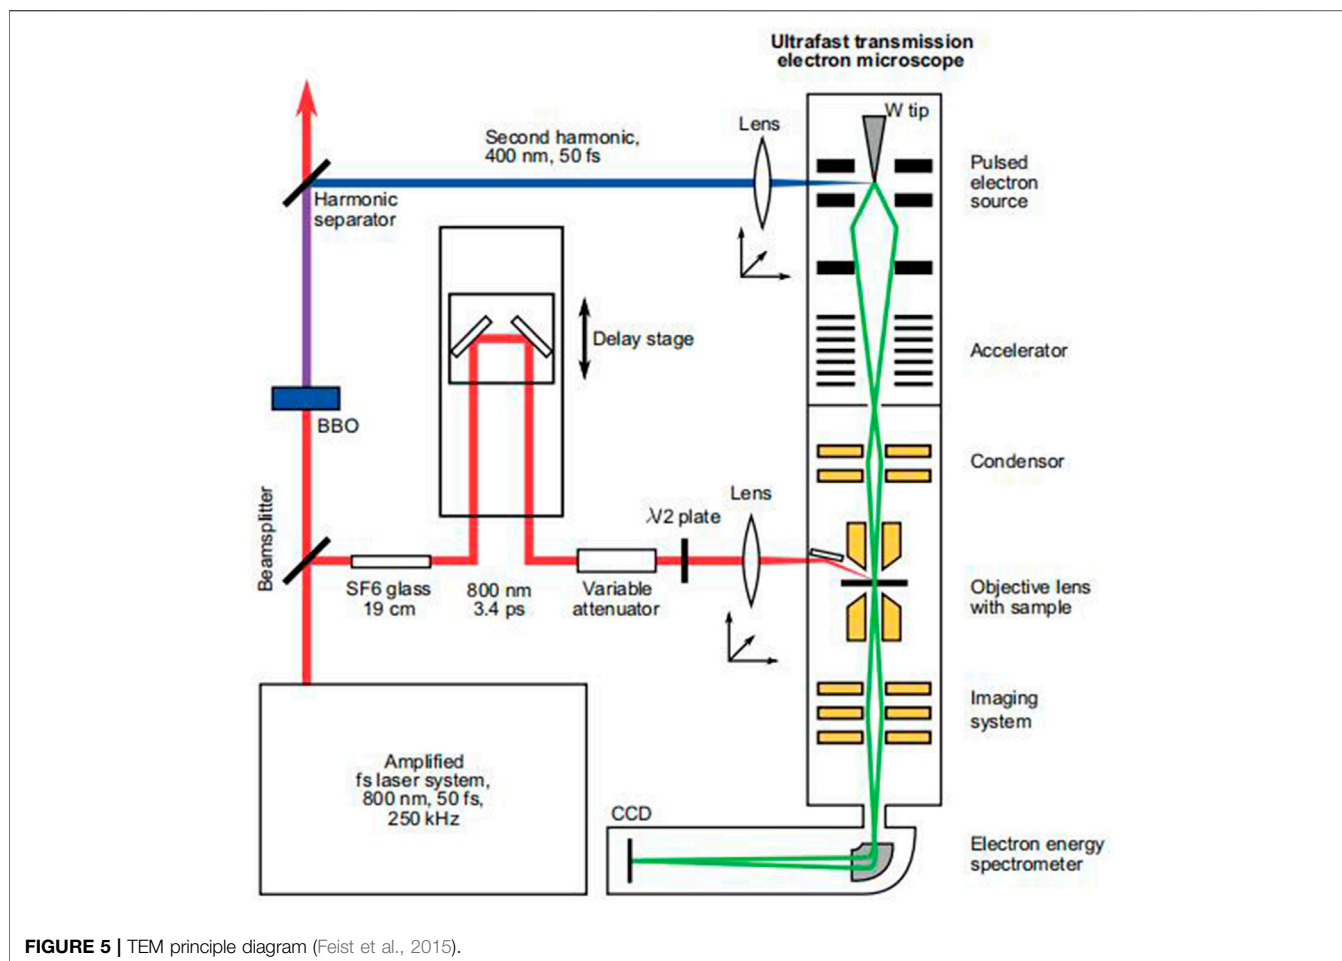 Ultrafast transmission
electron microscope
W tip
Lens
Second harmonic,
400 nm, 50 fs
Pulsed
electron
source
Harmonic
separator
Delay stage
Accelerator
BBO
Condensor
Beamsplitter
Lens
λ/2 plate
SF6 glass
19 cm
800 nm
3.4 ps
Variable
attenuator
Objective lens
with sample
Imaging
system
Amplified
fs laser system,
800 nm, 50 fs,
250 kHz
CCD
Electron energy
spectrometer
FIGURE 5 | TEM principle diagram (Feist et al., 2015).